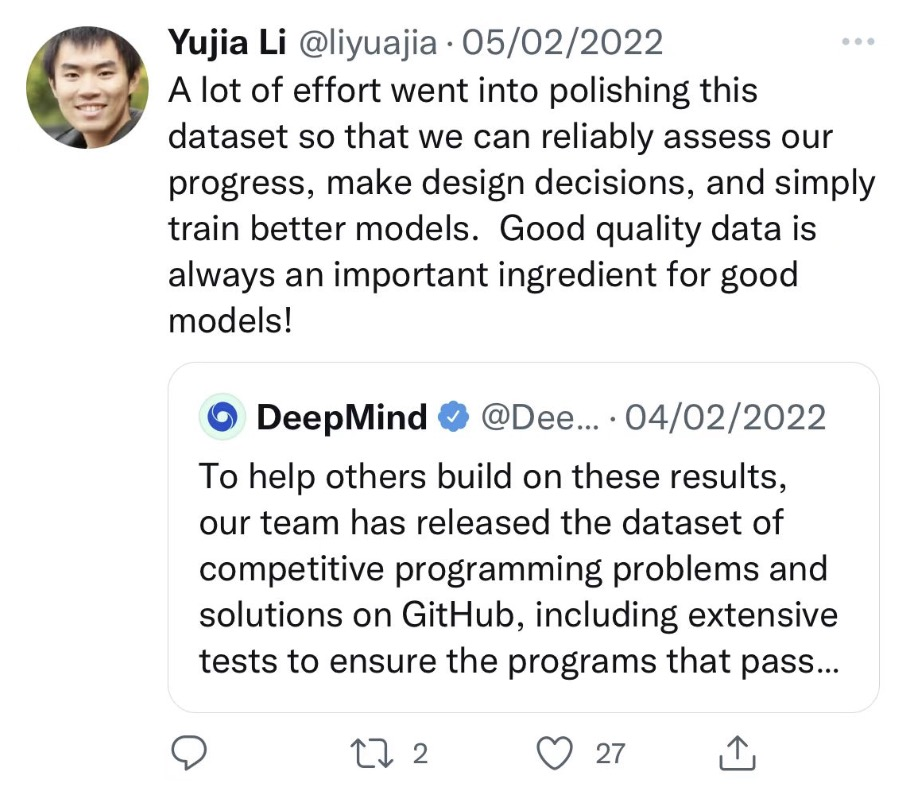 Yujia Li @liyuajia · 05/02/2022
A lot of effort went into polishing this
dataset so that we can reliably assess our
progress, make design decisions, and simply
train better models.  Good quality data is
always an important ingredient for good
models!
DeepMind @Dee... · 04/02/2022
To help others build on these results,
our team has released the dataset of
competitive programming problems and
solutions on GitHub, including extensive
tests to ensure the programs that pass...
2 27